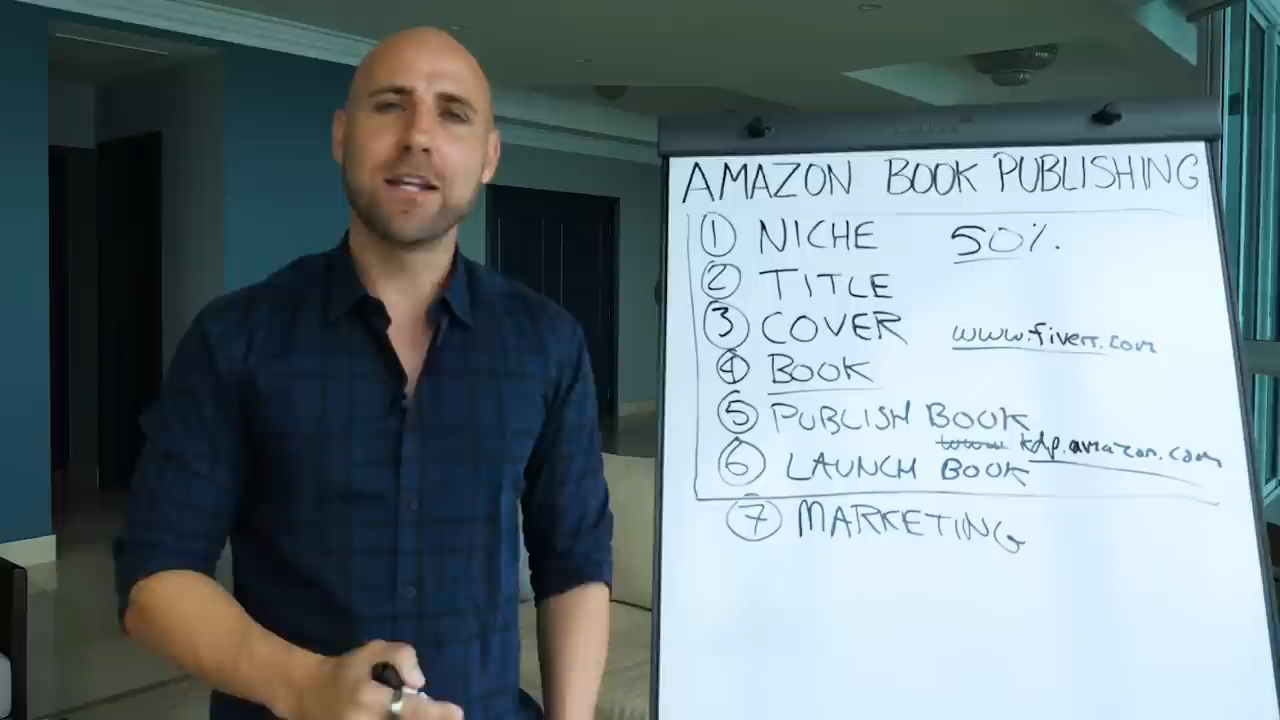 AMAZON BOOK PUBLISHING
1 NICHE 50%.
2 TITLE
3 COVER www.fiverr.com
4 BOOK
5 PUBLISH BOOK
kdp.amazon.com
6 LAUNCH BOOK
7 MARKETING